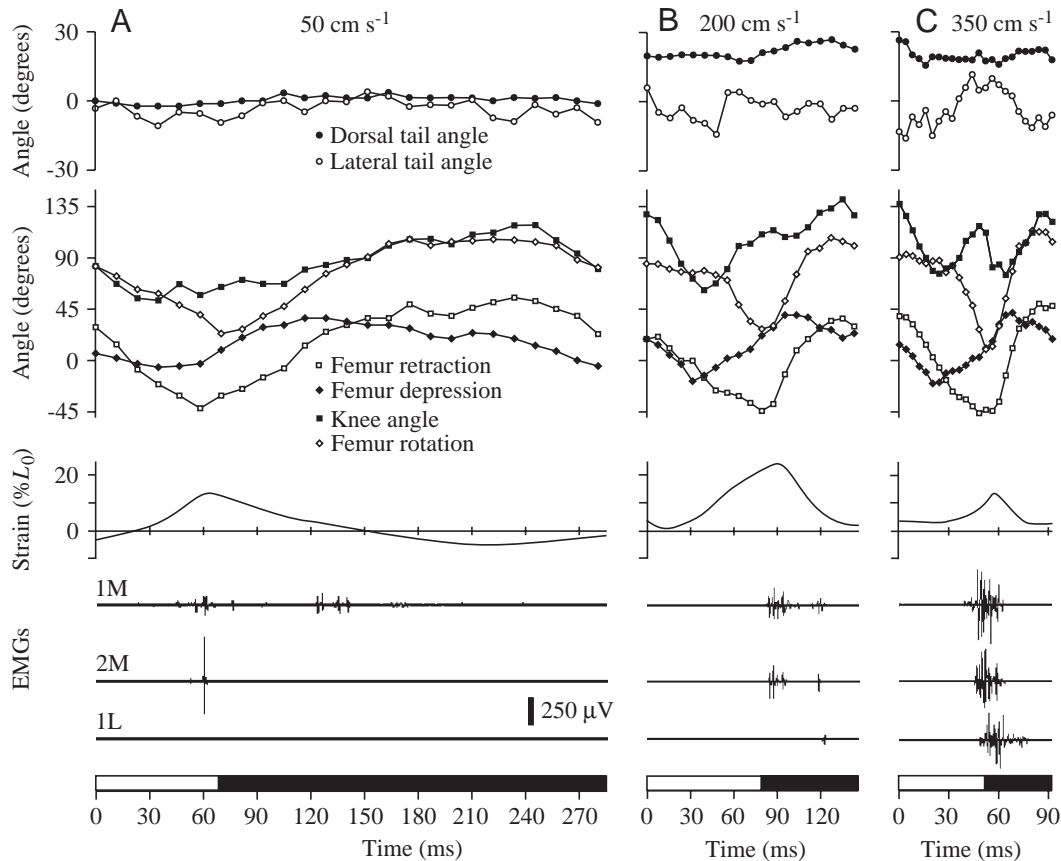 A 50 cm s⁻¹ B 200 cm s⁻¹ C 350 cm s⁻¹
Angle (degrees)
30
0
-30
Dorsal tail angle
Lateral tail angle
Angle (degrees)
135
90
45
0
-45
Femur retraction
Femur depression
Knee angle
Femur rotation
Strain (%L₀)
20
0
EMGs
1M
2M
1L
250 µV
0 30 60 90 120 150 180 210 240 270 0 30 60 90 120 0 30 60 90
Time (ms) Time (ms) Time (ms)